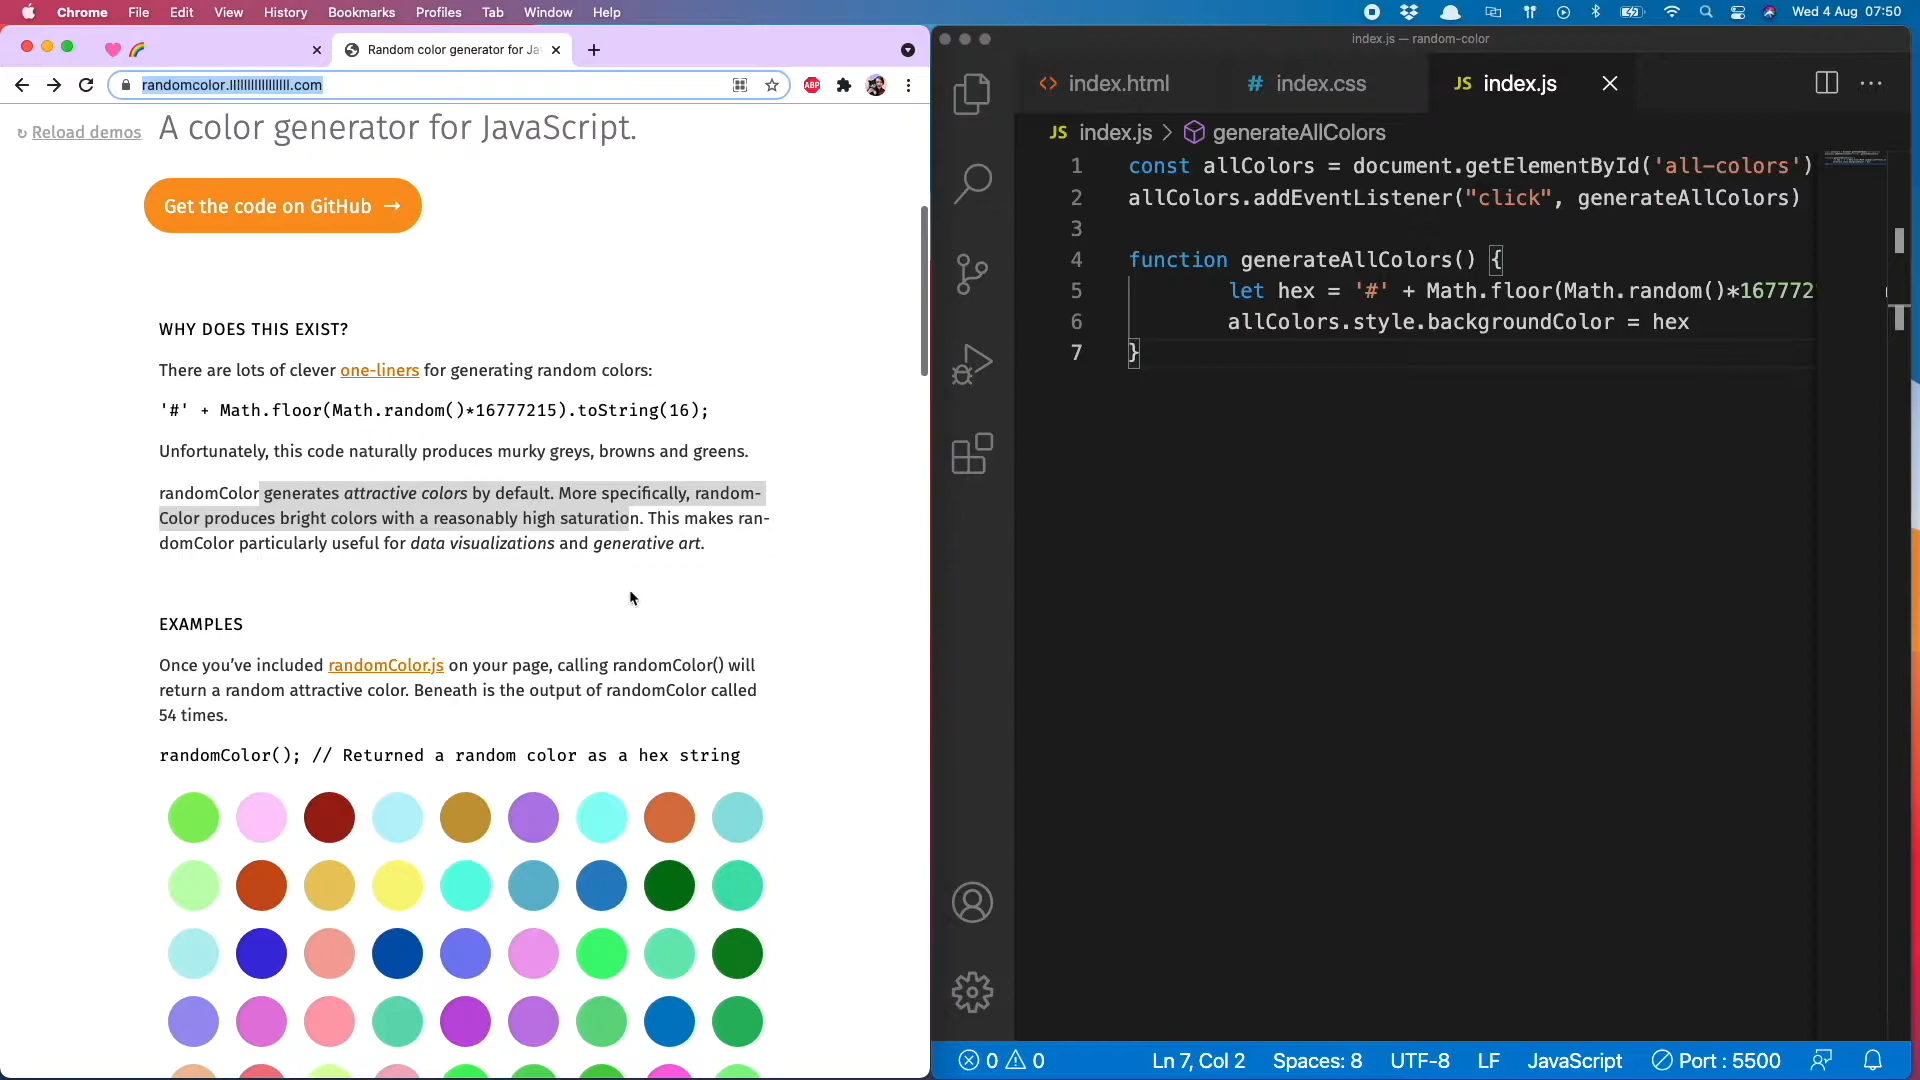 Chrome File Edit View History Bookmarks Profiles Tab Window Help
Wed 4 Aug 07:50
Random color generator for Ja
randomcolor.llllllllllllllllll.com
ABP
Reload demos
A color generator for JavaScript.
Get the code on GitHub →
WHY DOES THIS EXIST?
There are lots of clever one-liners for generating random colors:
'#' + Math.floor(Math.random()*16777215).toString(16);
Unfortunately, this code naturally produces murky greys, browns and greens.
randomColor generates attractive colors by default. More specifically, random-
Color produces bright colors with a reasonably high saturation. This makes ran-
domColor particularly useful for data visualizations and generative art.
EXAMPLES
Once you’ve included randomColor.js on your page, calling randomColor() will
return a random attractive color. Beneath is the output of randomColor called
54 times.
randomColor(); // Returned a random color as a hex string
index.js — random-color
<> index.html
# index.css
JS index.js
JS index.js > generateAllColors
1 const allColors = document.getElementById('all-colors')
2 allColors.addEventListener("click", generateAllColors)
3
4 function generateAllColors() {
5 let hex = '#' + Math.floor(Math.random()*1677721
6 allColors.style.backgroundColor = hex
7 }
0 0 Ln 7, Col 2 Spaces: 8 UTF-8 LF JavaScript Port : 5500